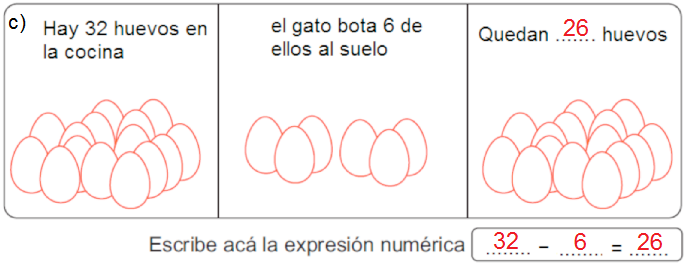 c) Hay 32 huevos en
la cocina
el gato bota 6 de
ellos al suelo
Quedan 26 huevos
Escribe acá la expresión numérica 32 - 6 = 26